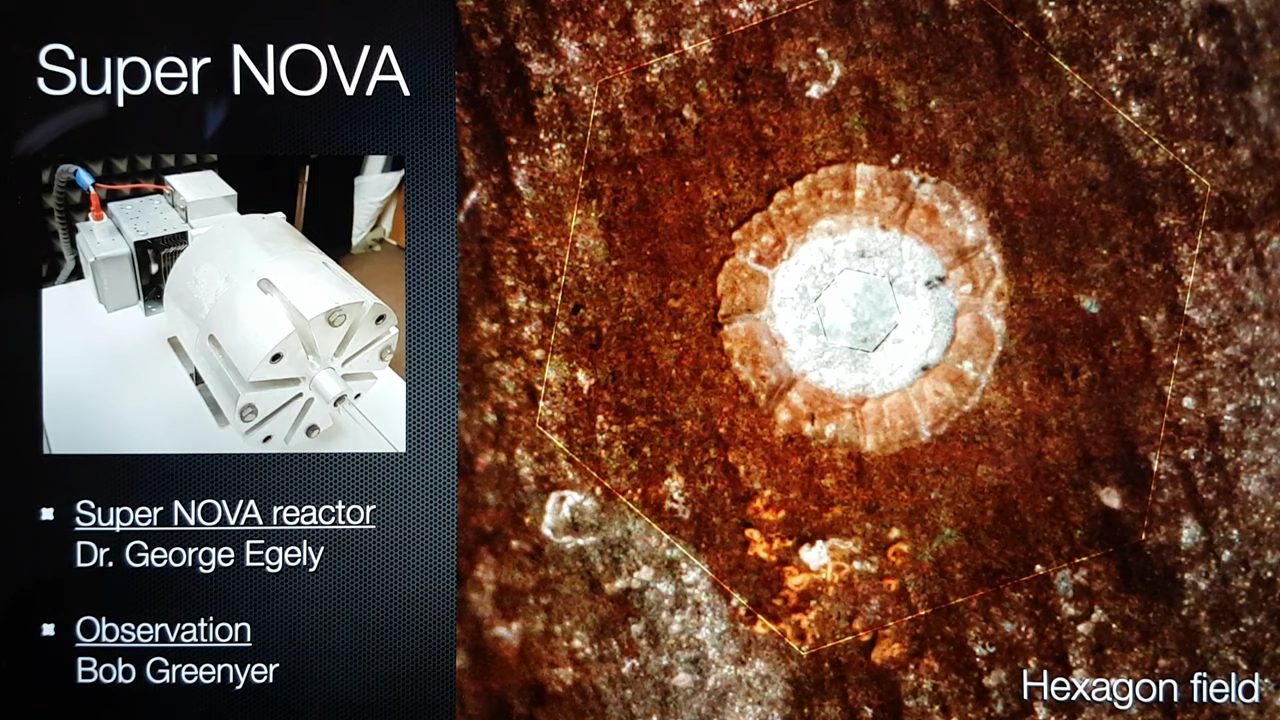 Super NOVA
Super NOVA reactor
Dr. George Egely
Observation
Bob Greenyer
Hexagon field